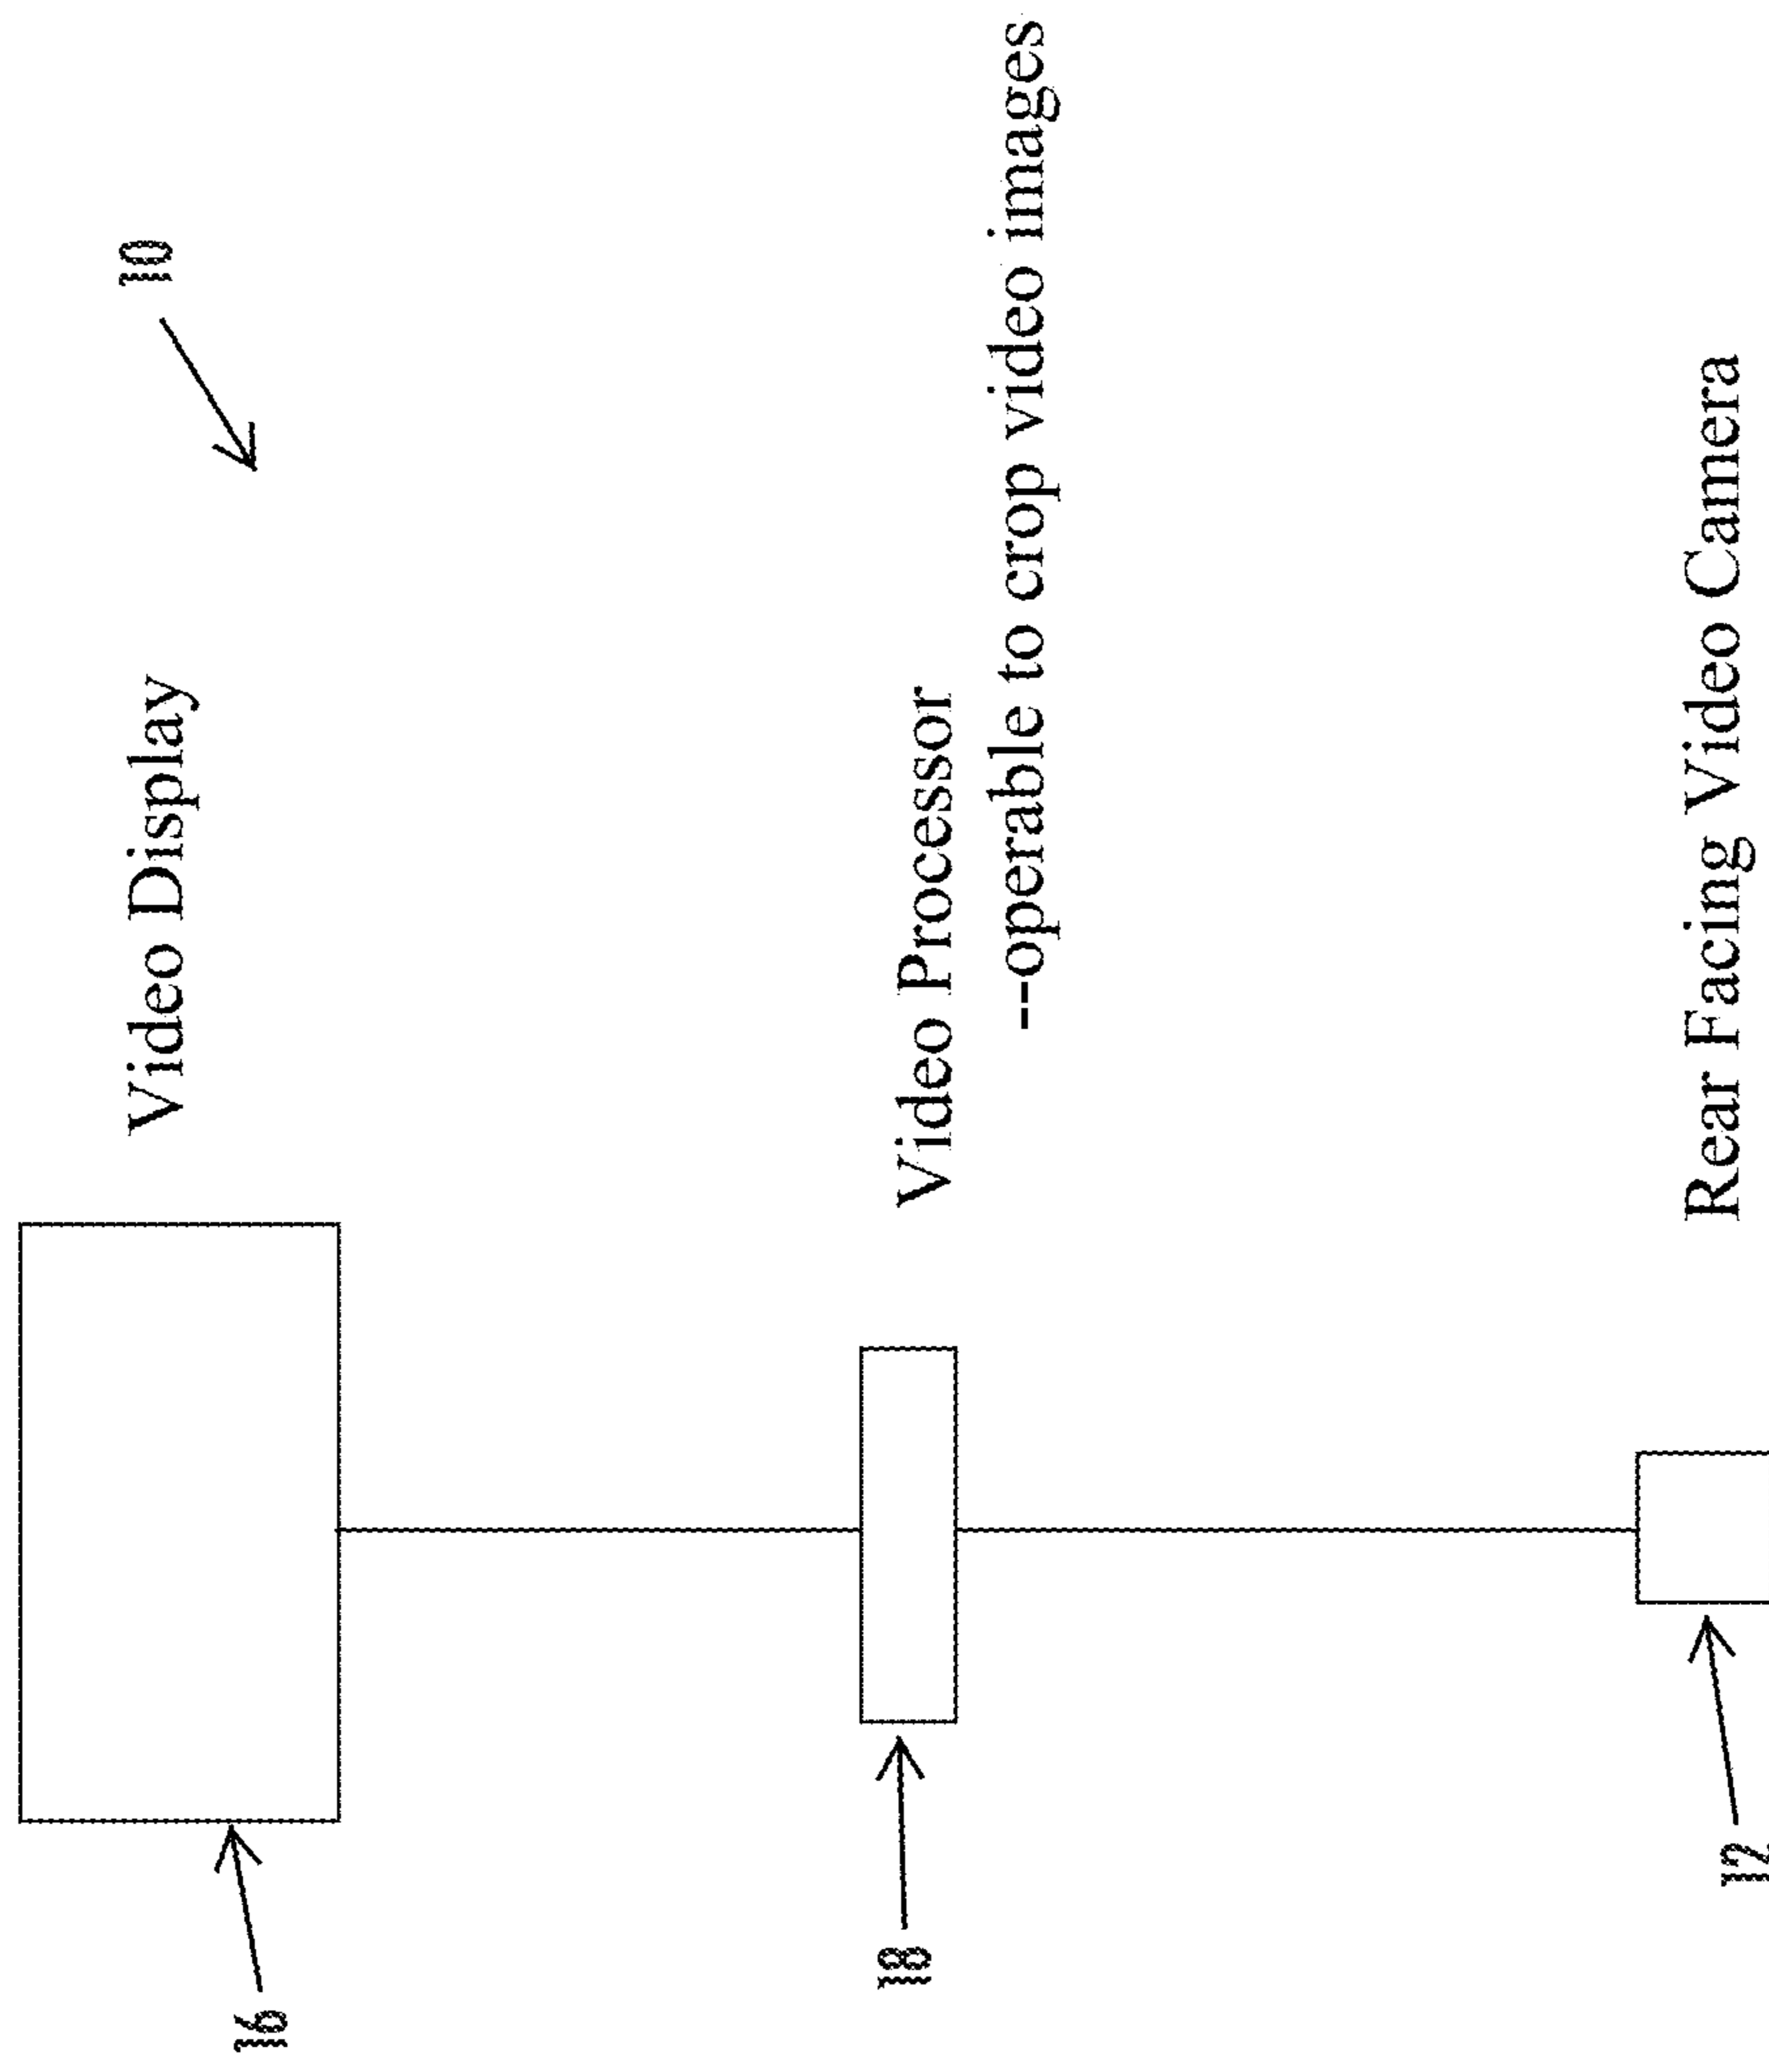 10
Video Display
16
Video Processor
--operable to crop video images
18
Rear Facing Video Camera
12